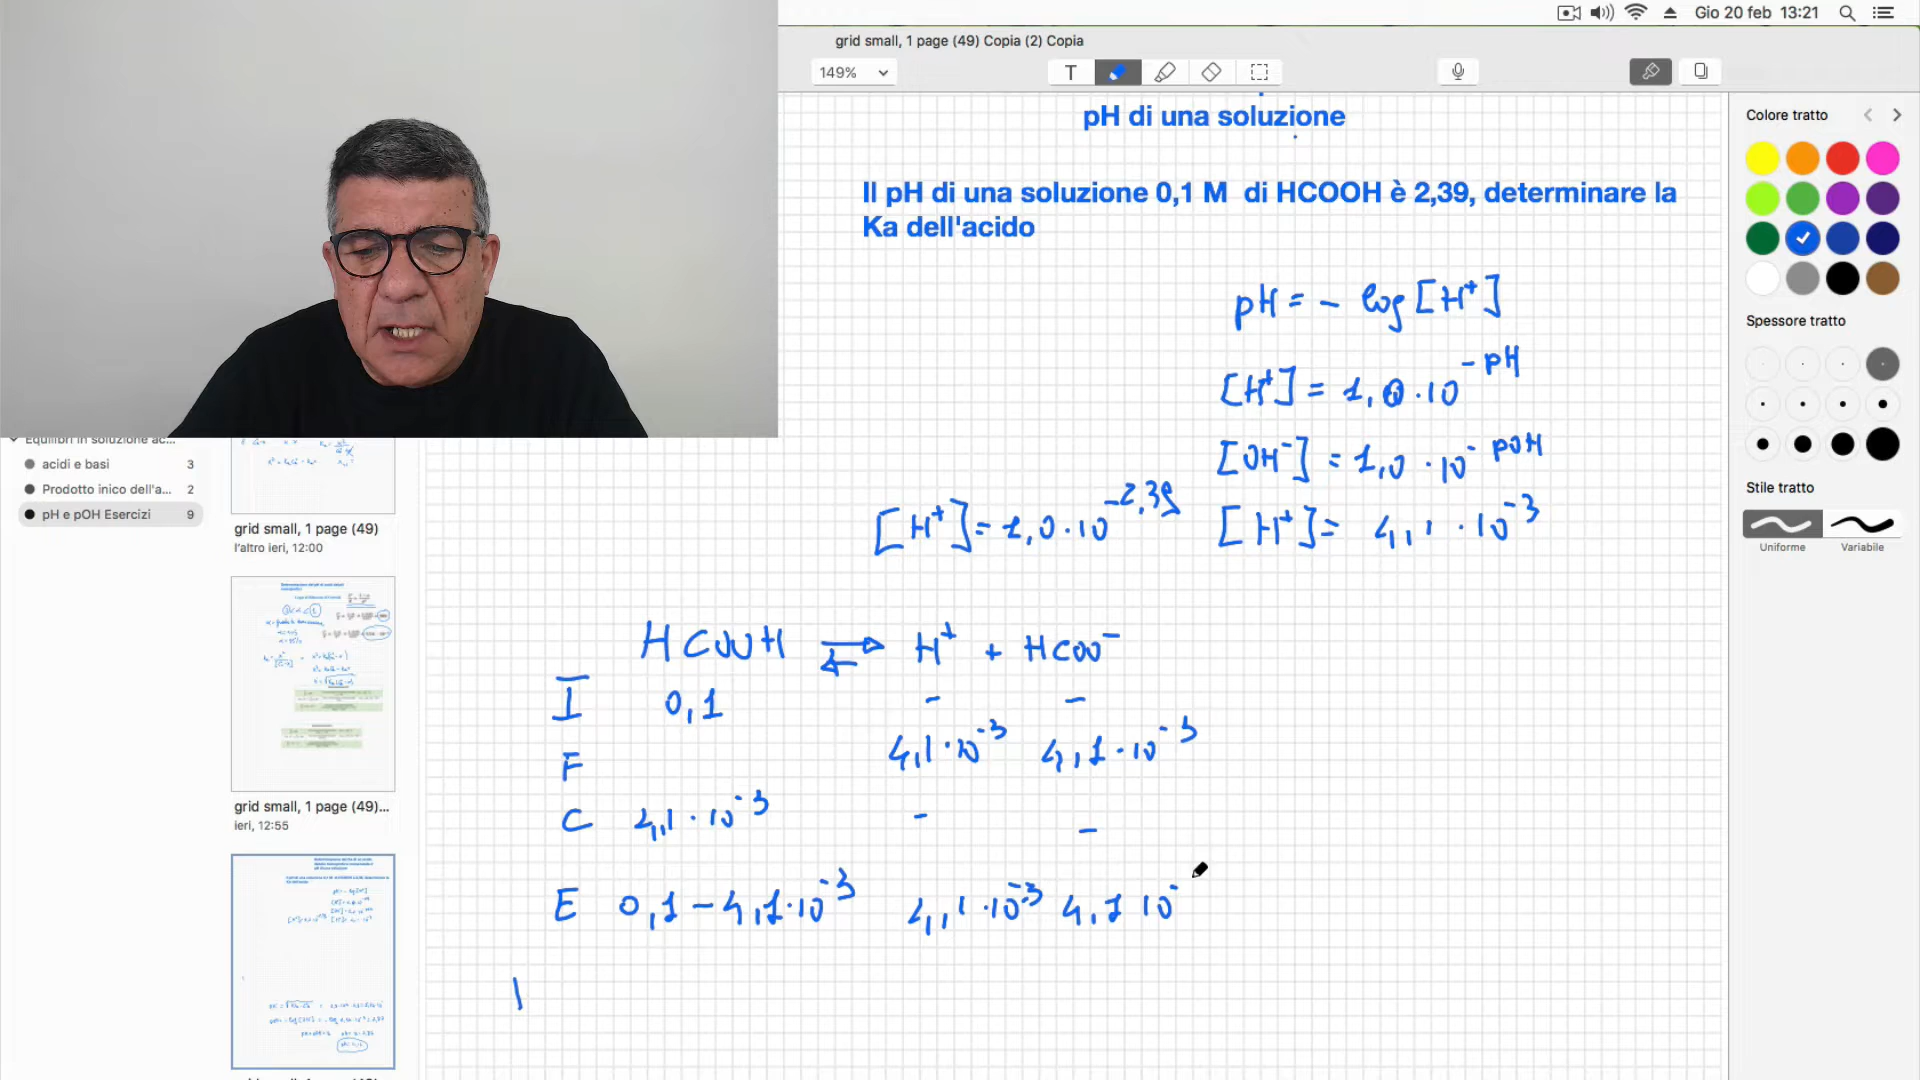 Gio 20 feb 13:21
grid small, 1 page (49) Copia (2) Copia
149%
T
pH di una soluzione
Il pH di una soluzione 0,1 M di HCOOH è 2,39, determinare la
Ka dell'acido
pH = - log [H⁺]
[H⁺] = 1,0 · 10^-pH
[OH⁻] = 1,0 · 10^-pOH
[H⁺] = 1,0 · 10^-2,39
[H⁺] = 4,1 · 10^-3
HCOOH ⇌ H⁺ + HCOO⁻
I 0,1 - -
F 4,1 · 10^-3 4,1 · 10^-3
C 4,1 · 10^-3 - -
E 0,1 - 4,1 · 10^-3 4,1 · 10^-3 4,1 10^-
Equilibri in soluzione ac...
acidi e basi 3
Prodotto inico dell'a... 2
pH e pOH Esercizi 9
grid small, 1 page (49)
l'altro ieri, 12:00
grid small, 1 page (49)...
ieri, 12:55
Colore tratto
Spessore tratto
Stile tratto
Uniforme
Variabile